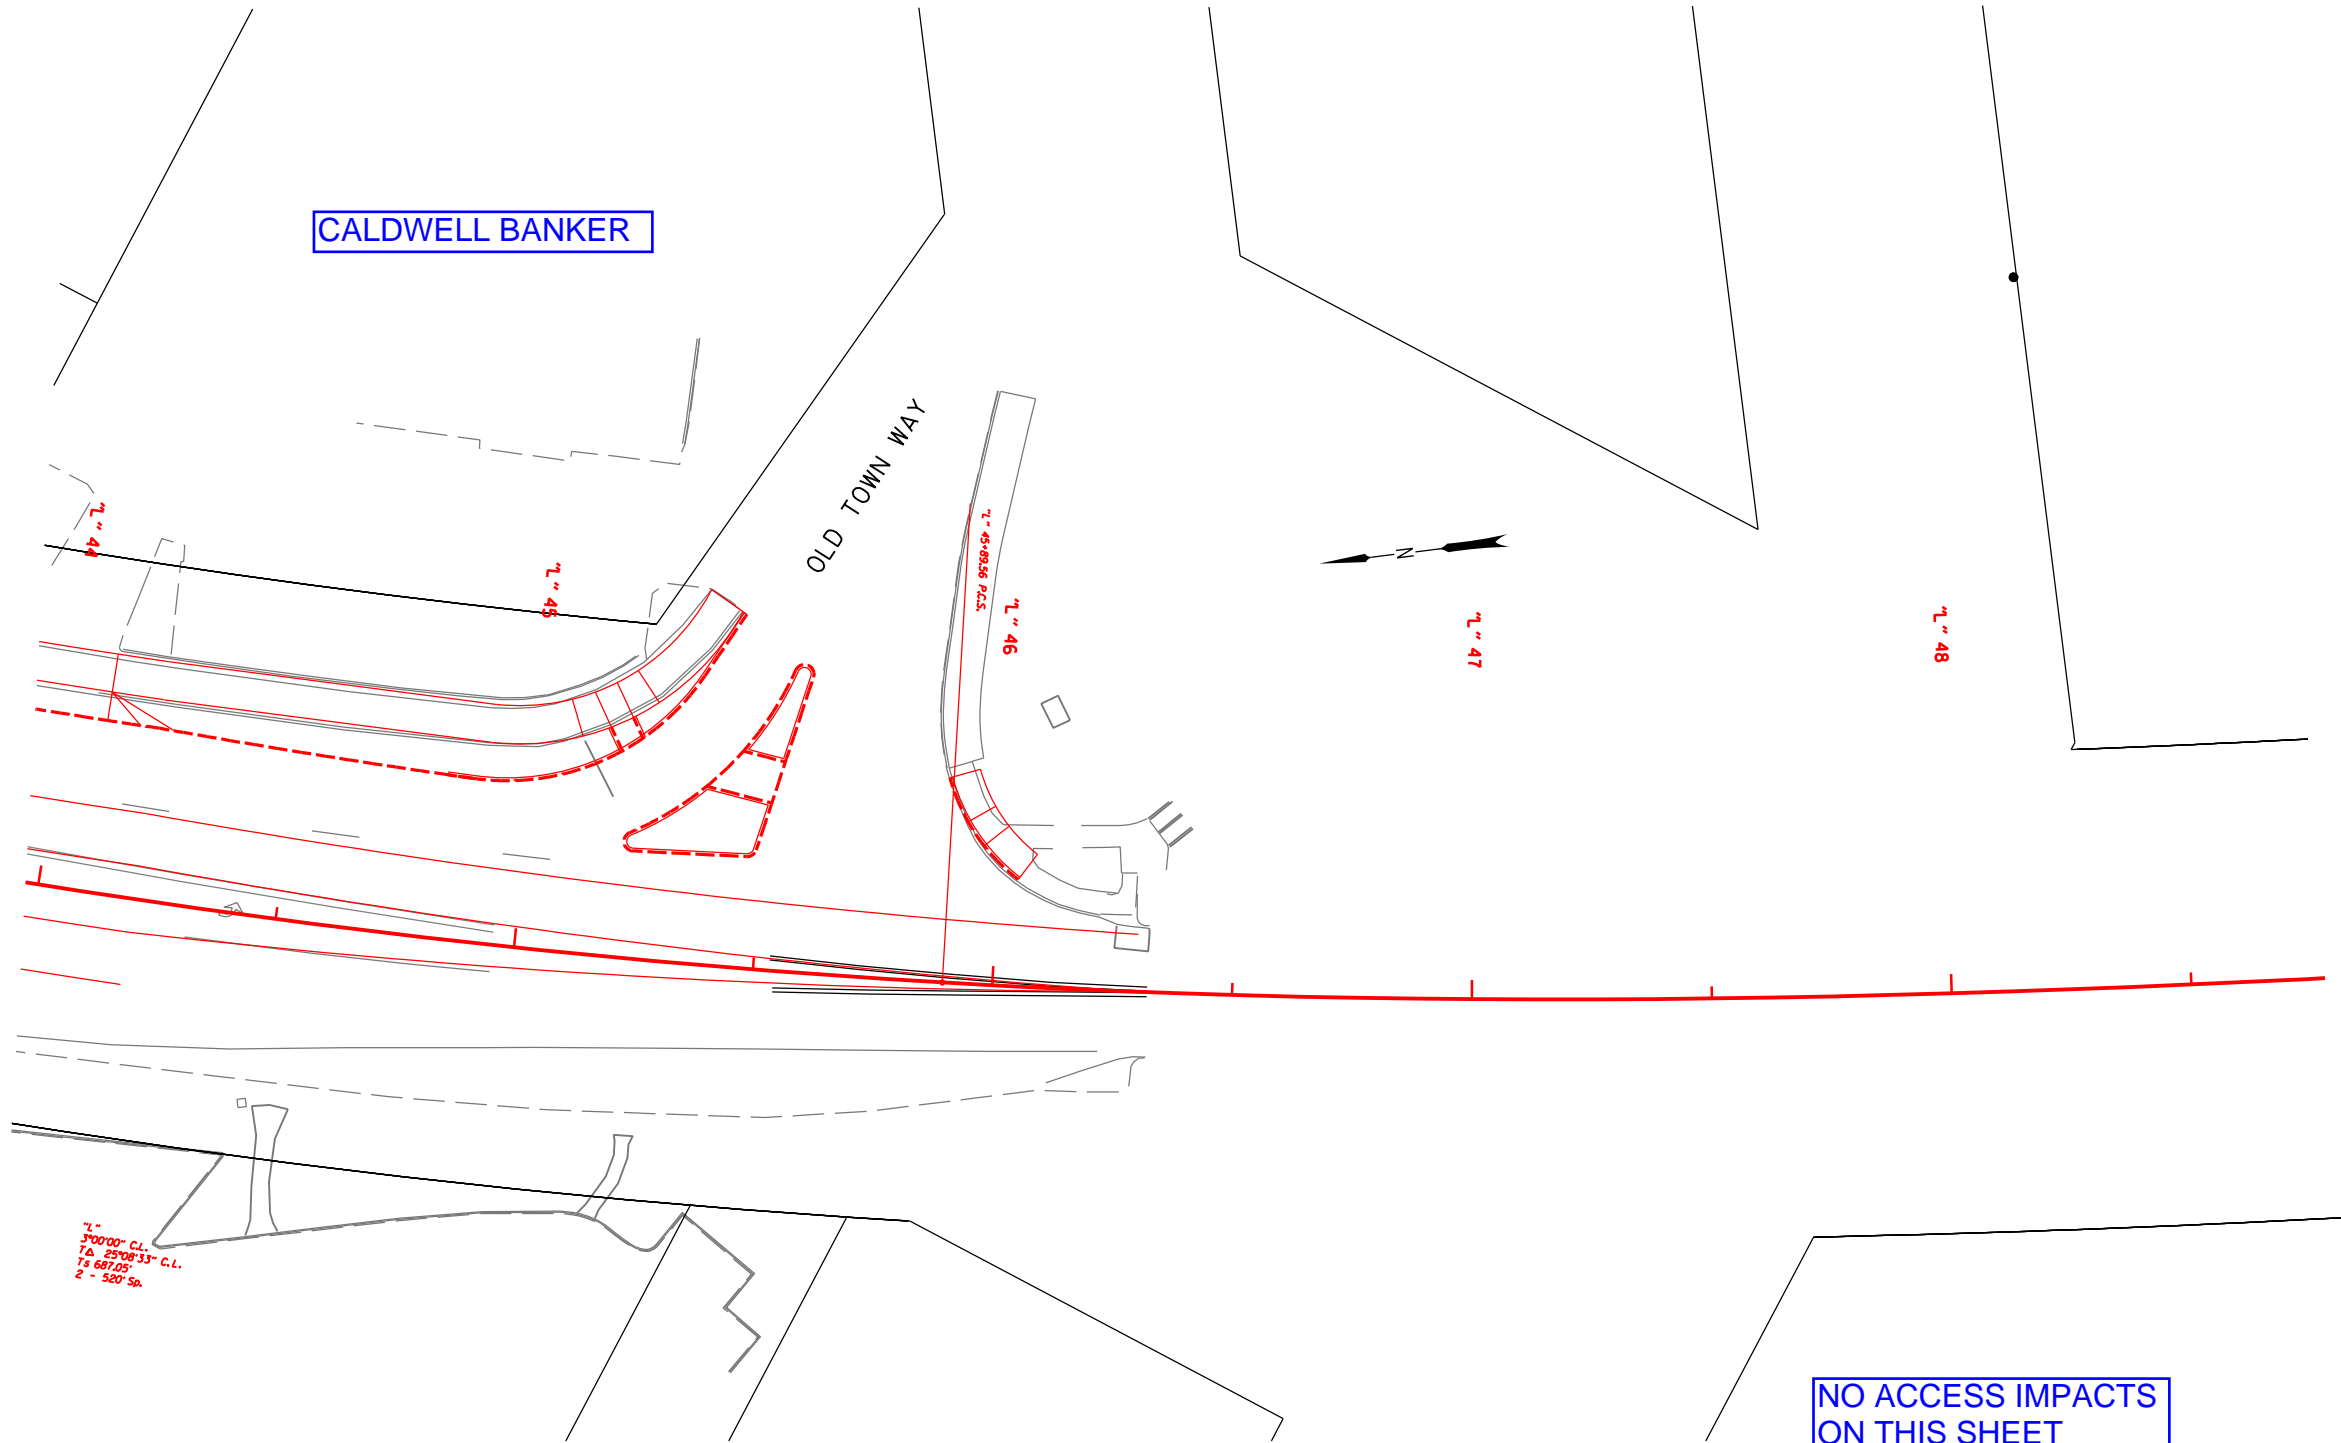 CALDWELL BANKER
OLD TOWN WAY
"L" 44
"L" 45
"L" 45+89.56 P.C.S.
"L" 46
N
"L" 47
"L" 48
"L"
3°00'00" C.L.
TΔ 25°08'33" C.L.
Ts 687.05'
2 - 520' Sp.
NO ACCESS IMPACTS
ON THIS SHEET